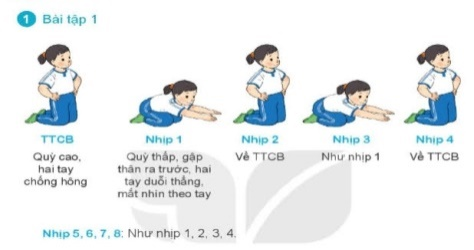 1 Bài tập 1
TTCB
Quỳ cao,
hai tay
chống hông
Nhịp 1
Quỳ thấp, gập
thân ra trước, hai
tay duỗi thẳng,
mắt nhìn theo tay
Nhịp 2
Về TTCB
Nhịp 3
Như nhịp 1
Nhịp 4
Về TTCB
Nhịp 5, 6, 7, 8: Như nhịp 1, 2, 3, 4.